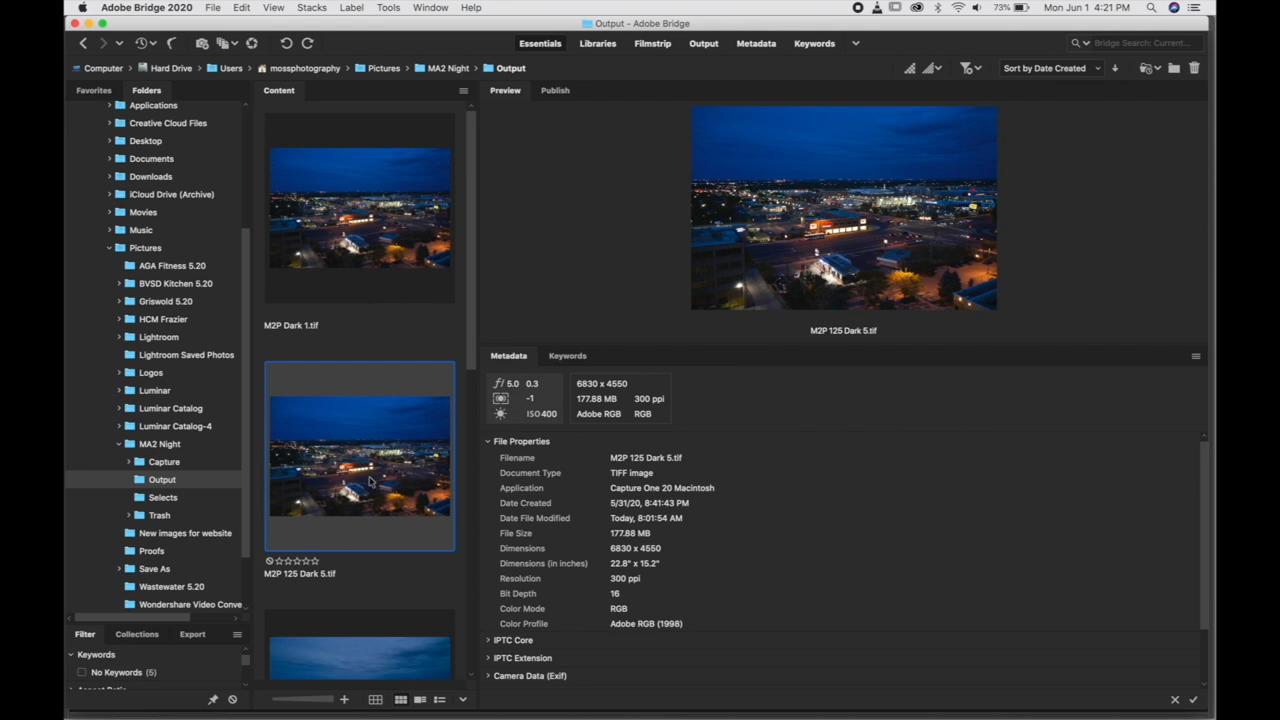 Adobe Bridge 2020 File Edit View Stacks Label Tools Window Help 73% Mon Jun 1 4:21 PM
Output – Adobe Bridge
Essentials Libraries Filmstrip Output Metadata Keywords Bridge Search: Current...
Computer Hard Drive Users mossphotography Pictures MA2 Night Output Sort by Date Created
Favorites Folders
Applications
Creative Cloud Files
Desktop
Documents
Downloads
iCloud Drive (Archive)
Movies
Music
Pictures
AGA Fitness 5.20
BVSD Kitchen 5.20
Griswold 5.20
HCM Frazier
Lightroom
Lightroom Saved Photos
Logos
Luminar
Luminar Catalog
Luminar Catalog-4
MA2 Night
Capture
Output
Selects
Trash
New images for website
Proofs
Save As
Wastewater 5.20
Wondershare Video Conve
Filter Collections Export
Keywords
No Keywords (5)
Content
M2P Dark 1.tif
M2P 125 Dark 5.tif
Preview Publish
M2P 125 Dark 5.tif
Metadata Keywords
ƒ/ 5.0 0.3 6830 x 4550
-1 177.88 MB 300 ppi
ISO400 Adobe RGB RGB
File Properties
Filename M2P 125 Dark 5.tif
Document Type TIFF image
Application Capture One 20 Macintosh
Date Created 5/31/20, 8:41:43 PM
Date File Modified Today, 8:01:54 AM
File Size 177.88 MB
Dimensions 6830 x 4550
Dimensions (in inches) 22.8" x 15.2"
Resolution 300 ppi
Bit Depth 16
Color Mode RGB
Color Profile Adobe RGB (1998)
IPTC Core
IPTC Extension
Camera Data (Exif)